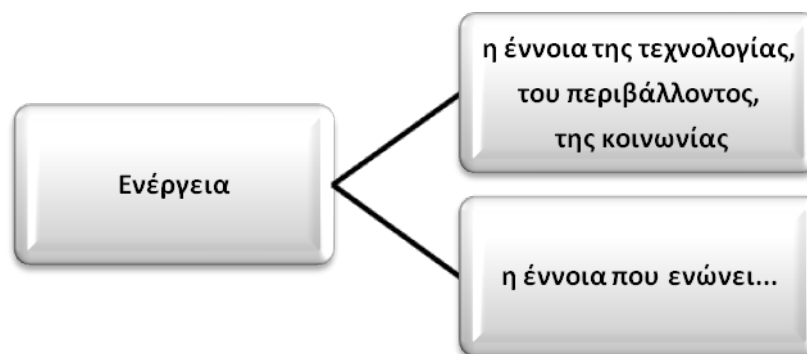 Ενέργεια
η έννοια της τεχνολογίας,
του περιβάλλοντος,
της κοινωνίας
η έννοια που ενώνει...